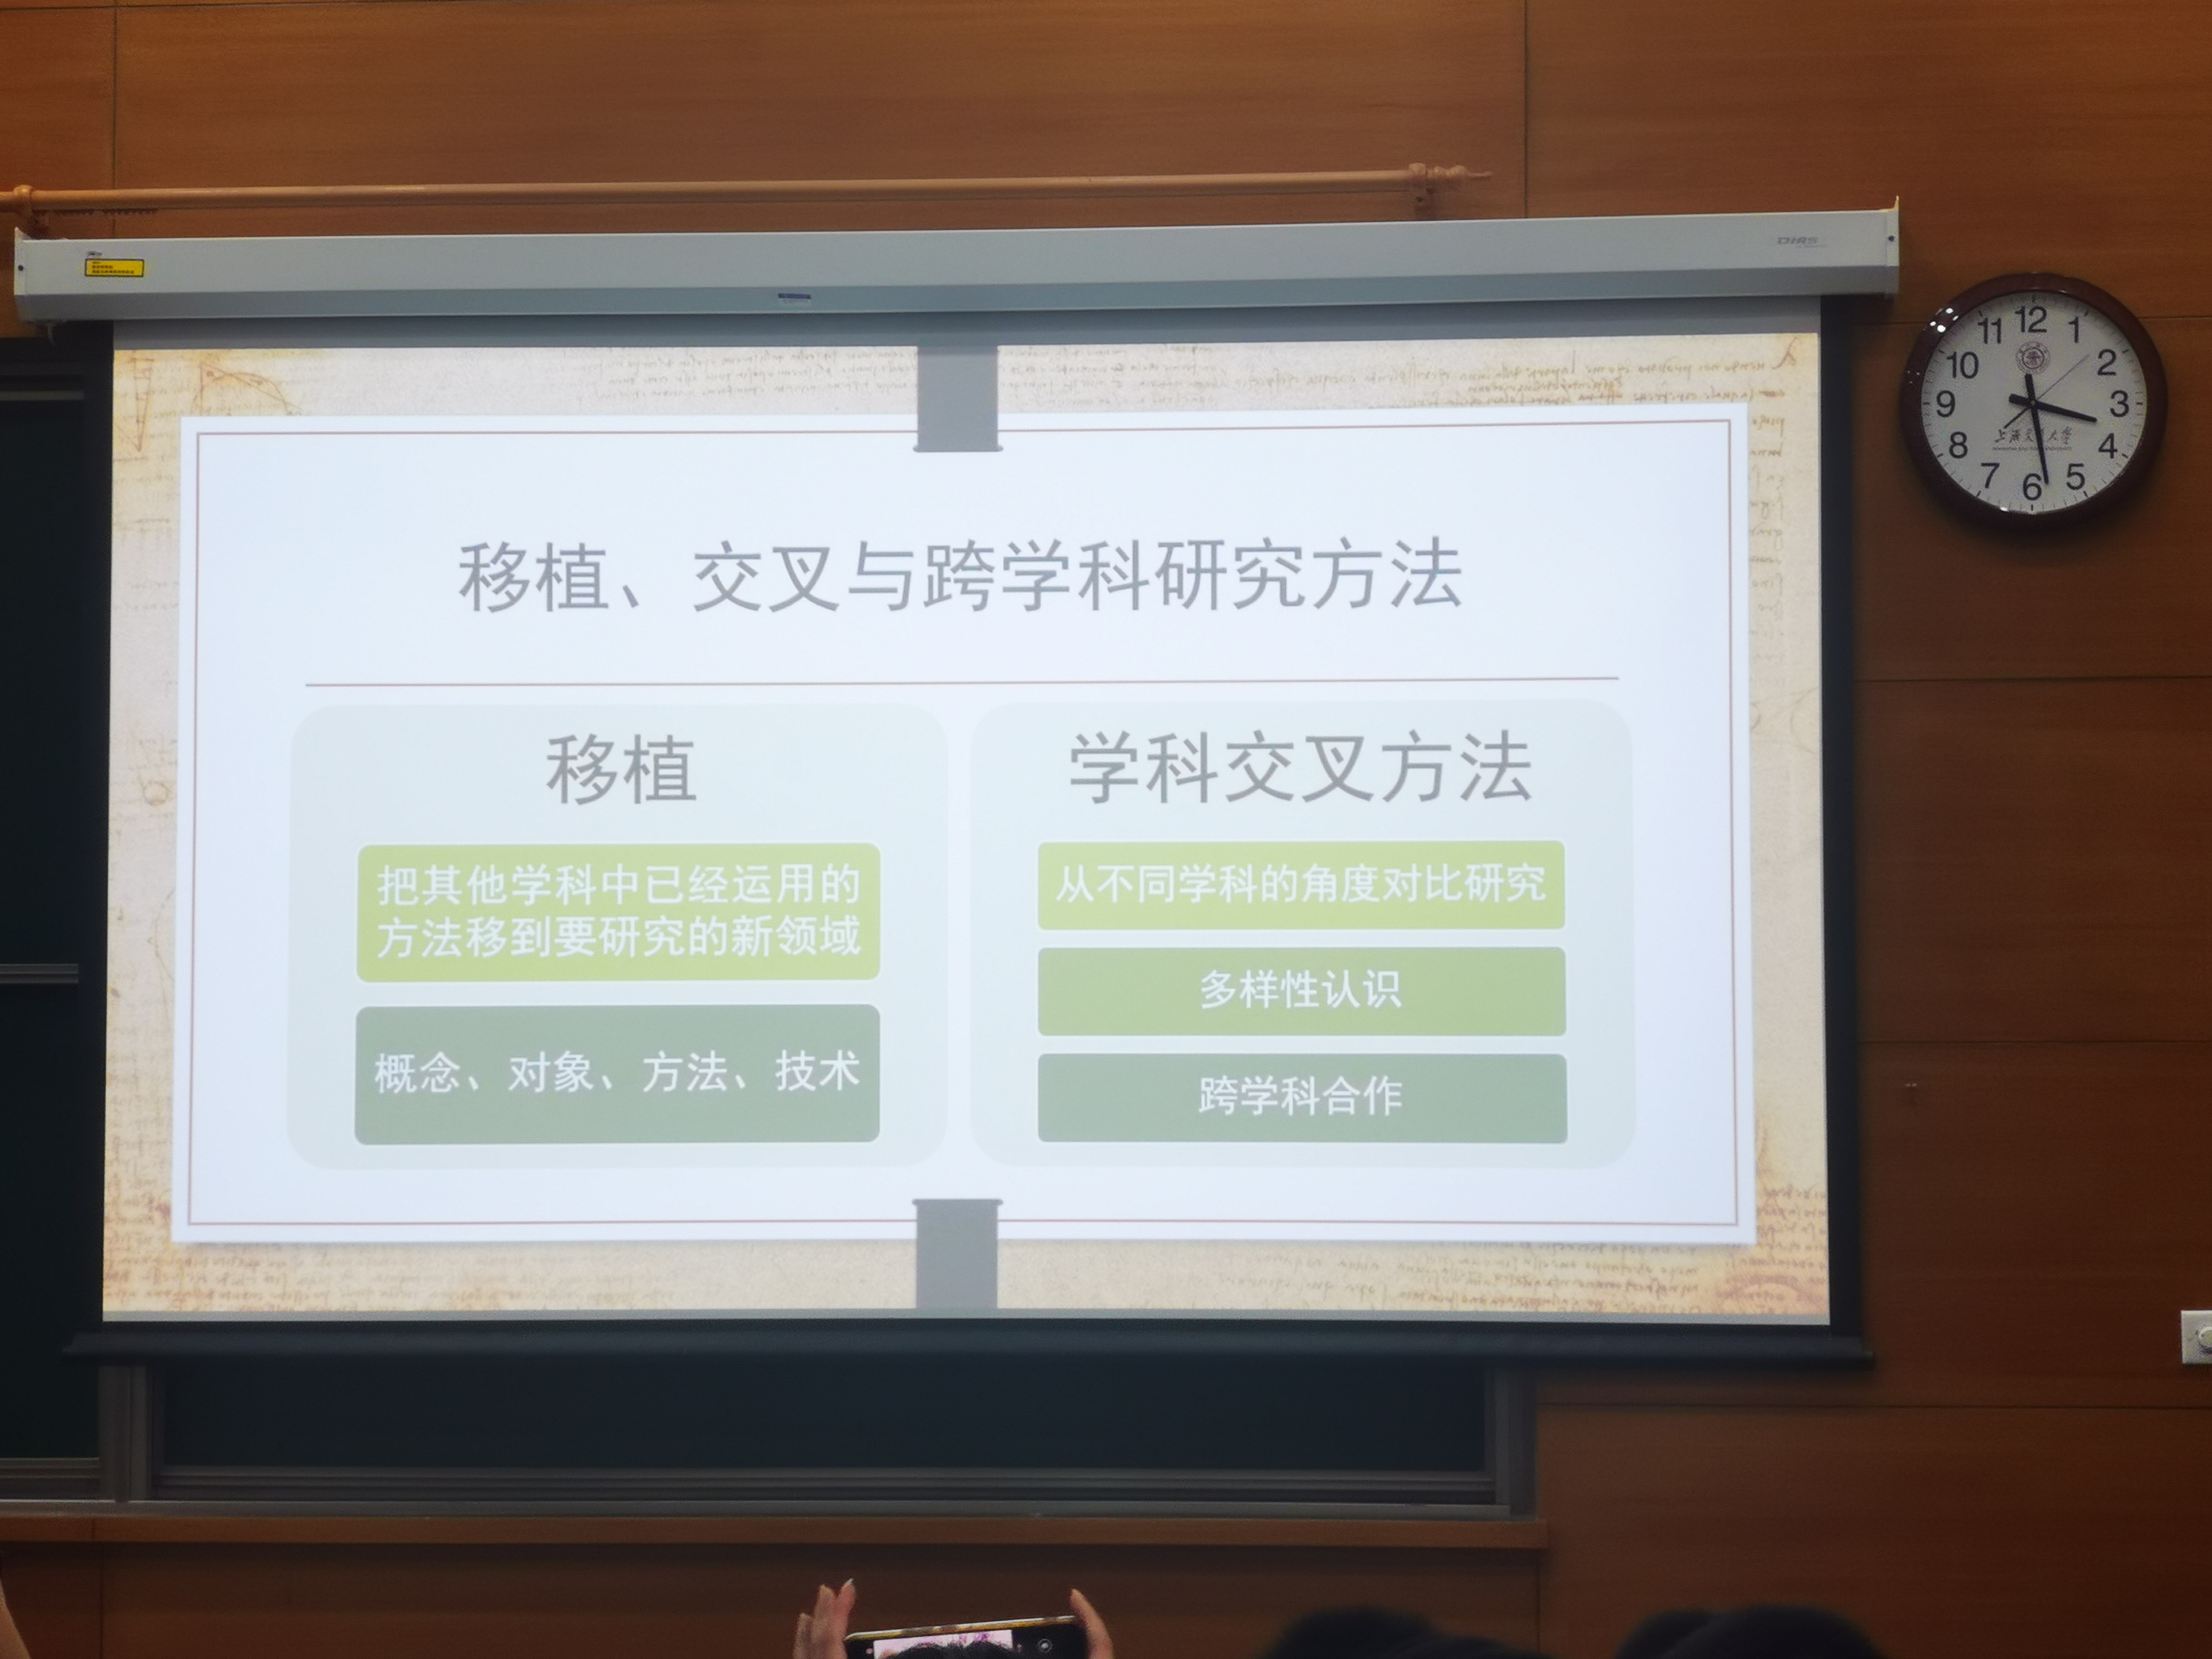 移植、交叉与跨学科研究方法
移植
把其他学科中已经运用的
方法移到要研究的新领域
概念、对象、方法、技术
学科交叉方法
从不同学科的角度对比研究
多样性认识
跨学科合作
12
1
2
3
4
5
6
7
8
9
10
11
上海交通大学